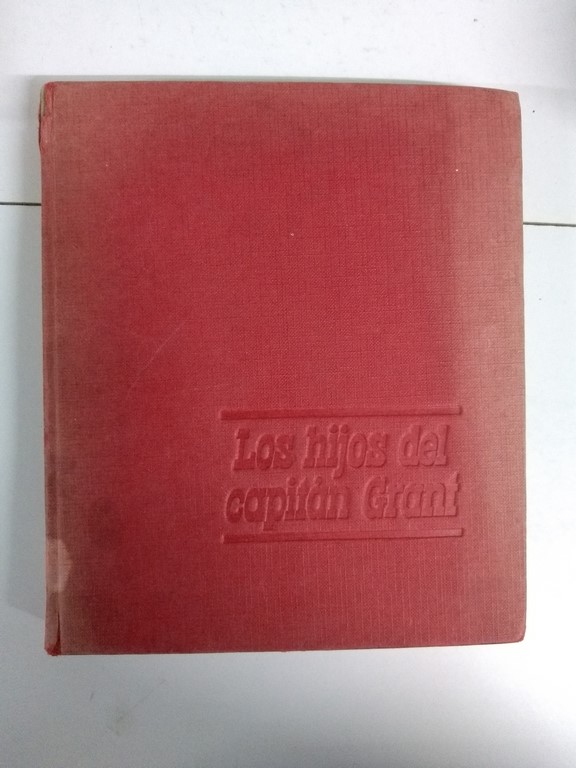 Los hijos del
capitán Grant